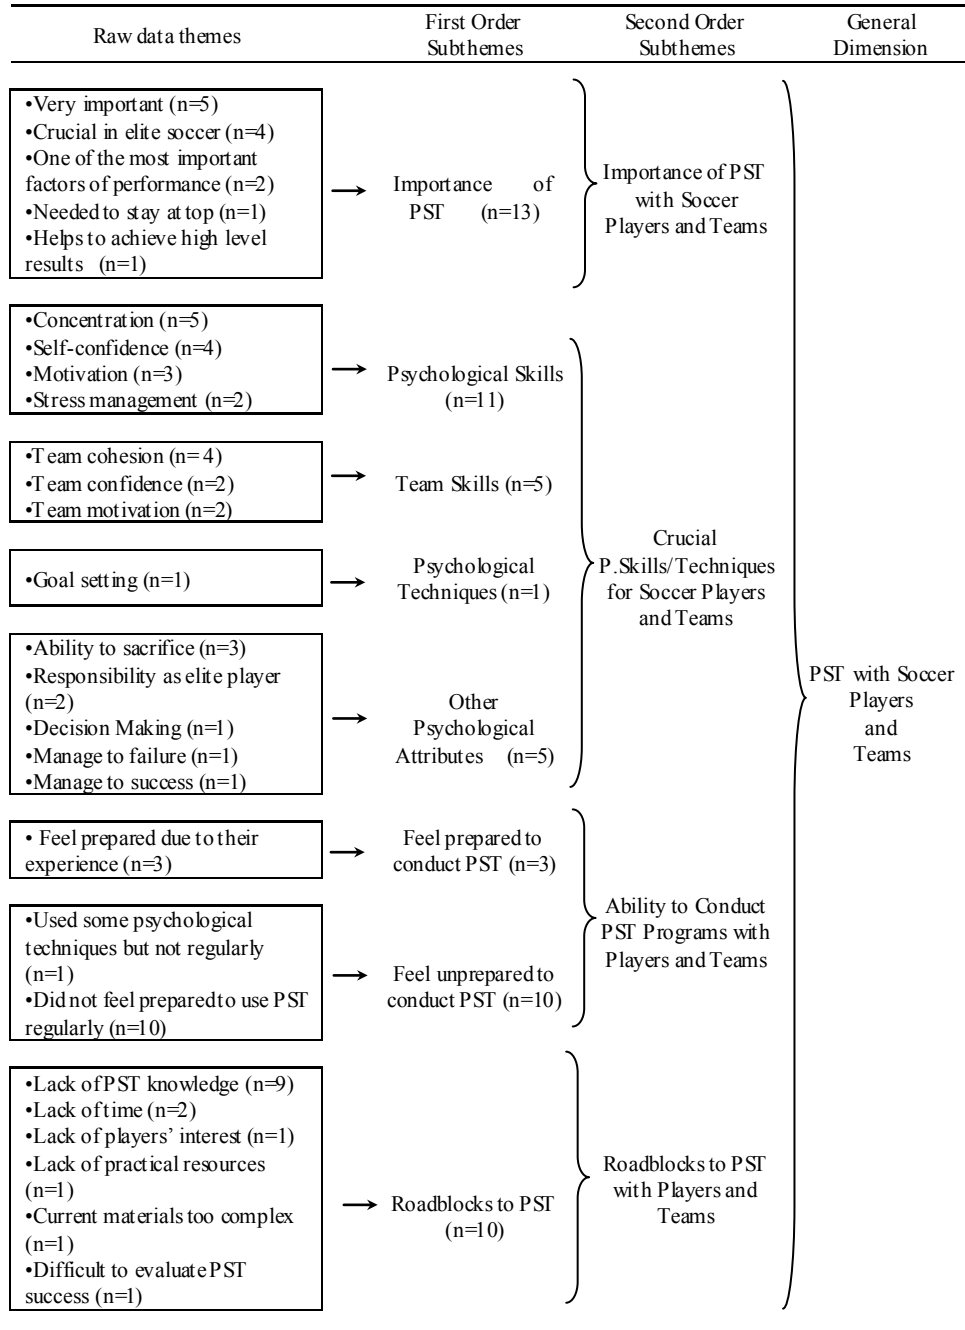 Raw data themes
First Order
Subthemes
Second Order
Subthemes
General
Dimension
•Very important (n=5)
•Crucial in elite soccer (n=4)
•One of the most important
factors of performance (n=2)
•Needed to stay at top (n=1)
•Helps to achieve high level
results (n=1)
Importance of
PST (n=13)
Importance of PST
with Soccer
Players and Teams
•Concentration (n=5)
•Self-confidence (n=4)
•Motivation (n=3)
•Stress management (n=2)
Psychological Skills
(n=11)
•Team cohesion (n=4)
•Team confidence (n=2)
•Team motivation (n=2)
Team Skills (n=5)
•Goal setting (n=1)
Psychological
Techniques (n=1)
•Ability to sacrifice (n=3)
•Responsibility as elite player
(n=2)
•Decision Making (n=1)
•Manage to failure (n=1)
•Manage to success (n=1)
Other
Psychological
Attributes (n=5)
Crucial
P.Skills/Techniques
for Soccer Players
and Teams
• Feel prepared due to their
experience (n=3)
Feel prepared to
conduct PST (n=3)
•Used some psychological
techniques but not regularly
(n=1)
•Did not feel prepared to use PST
regularly (n=10)
Feel unprepared to
conduct PST (n=10)
Ability to Conduct
PST Programs with
Players and Teams
•Lack of PST knowledge (n=9)
•Lack of time (n=2)
•Lack of players’ interest (n=1)
•Lack of practical resources
(n=1)
•Current materials too complex
(n=1)
•Difficult to evaluate PST
success (n=1)
Roadblocks to PST
(n=10)
Roadblocks to PST
with Players and
Teams
PST with Soccer
Players
and
Teams